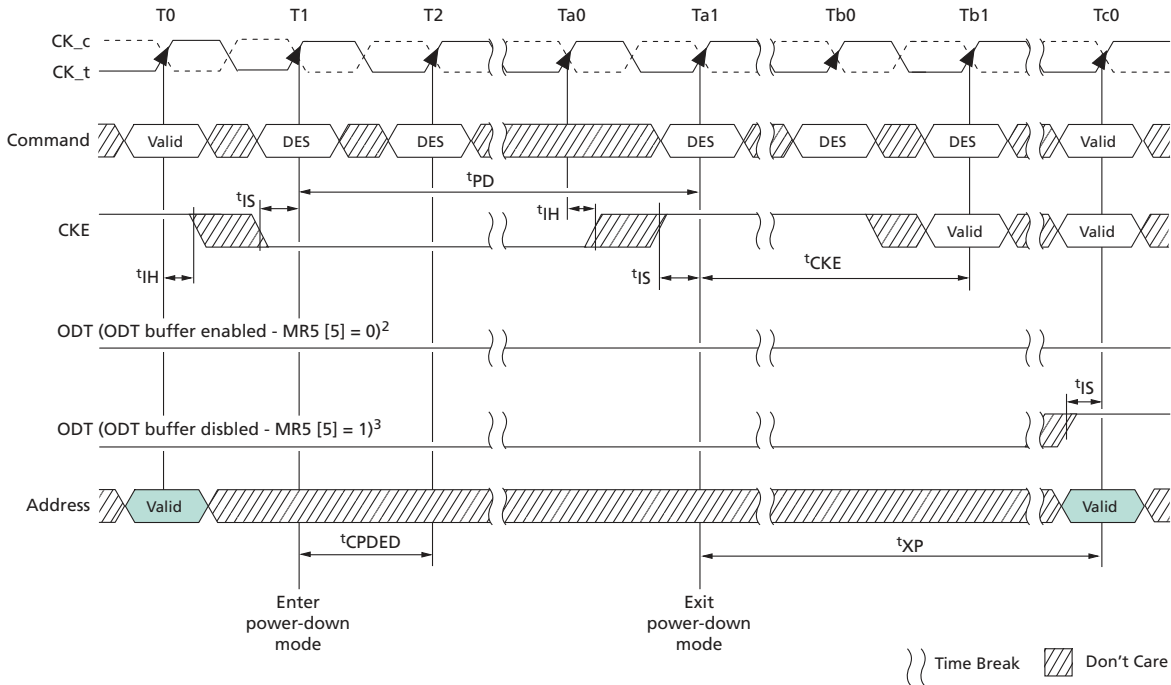 T0 T1 T2 Ta0 Ta1 Tb0 Tb1 Tc0
CK_c
CK_t
Command Valid DES DES DES DES DES Valid
tPD
tIS tIH
CKE Valid Valid
tIH tIS tCKE
ODT (ODT buffer enabled - MR5 [5] = 0)2
tIS
ODT (ODT buffer disbled - MR5 [5] = 1)3
Address Valid Valid
tCPDED tXP
Enter
power-down
mode
Exit
power-down
mode
Time Break Don't Care